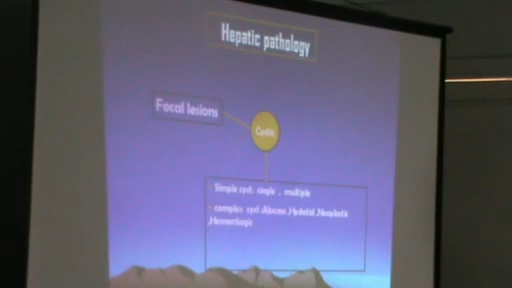 Hepatic pathology
Focal lesions
Cystic
Simple cyst: single , multiple
complex cyst :Abscess ,Hydatid ,Neoplastic
,Hemorrhagic